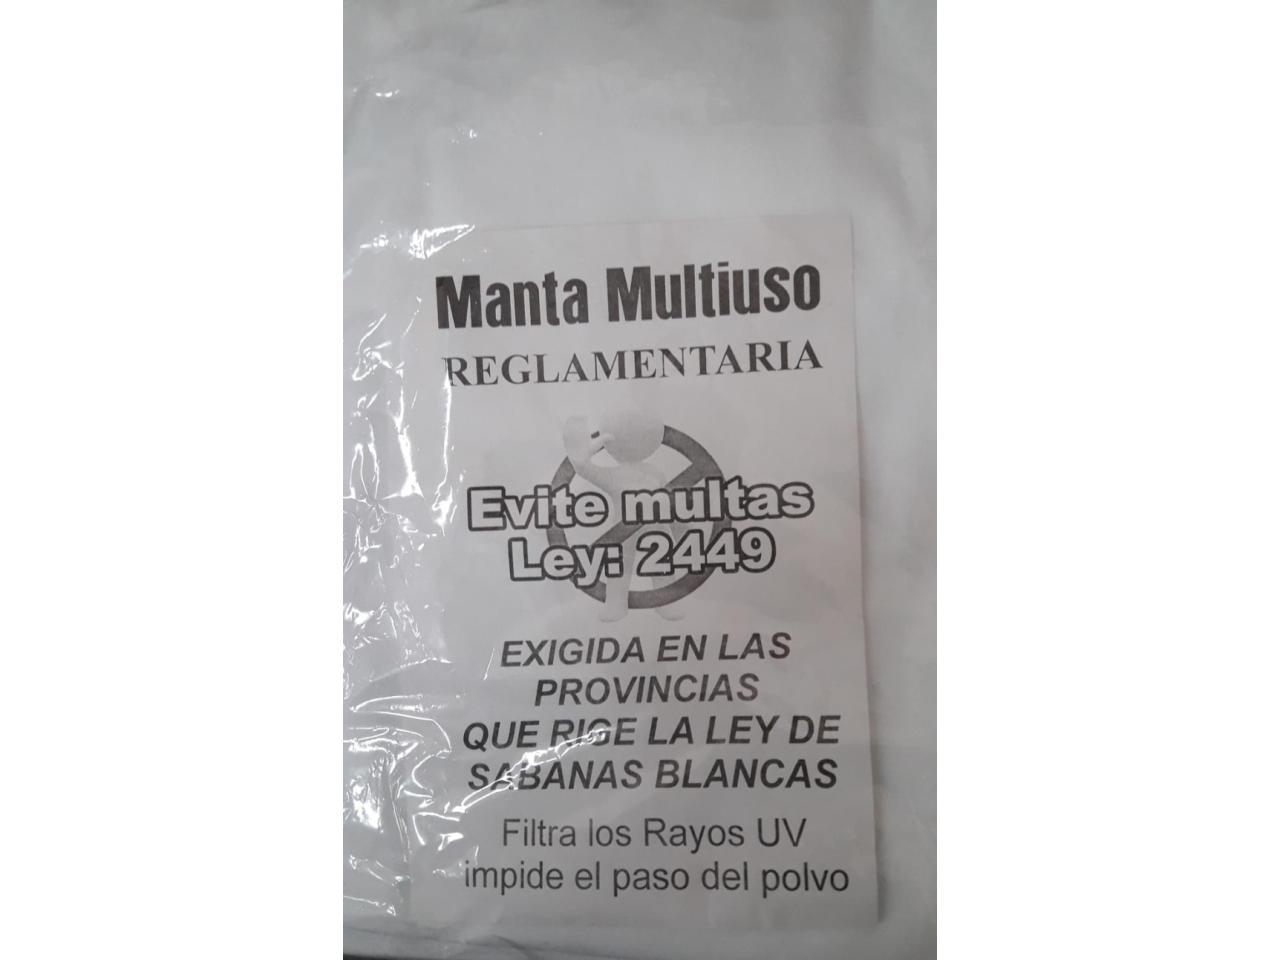 Manta Multiuso
REGLAMENTARIA
Evite multas
Ley: 2449
EXIGIDA EN LAS
PROVINCIAS
QUE RIGE LA LEY DE
SABANAS BLANCAS
Filtra los Rayos UV
impide el paso del polvo